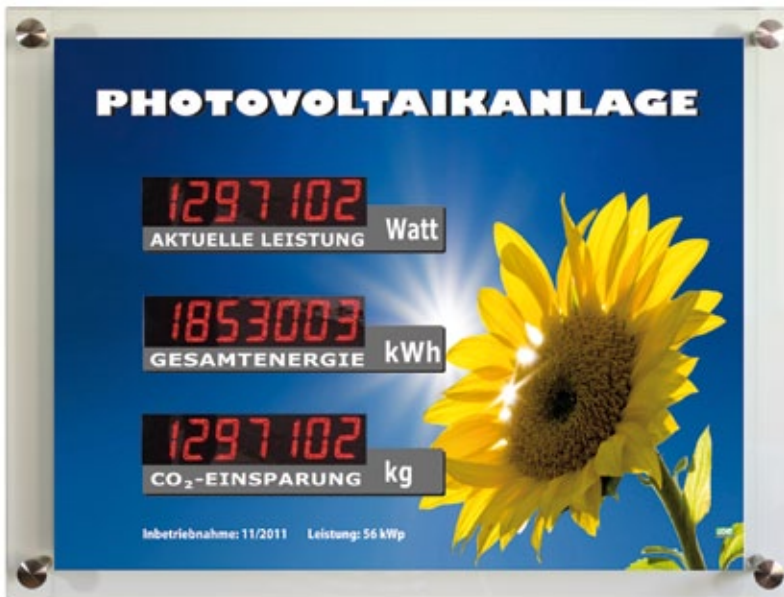 PHOTOVOLTAIKANLAGE
1297102
AKTUELLE LEISTUNG Watt
1853003
GESAMTENERGIE kWh
1297102
CO₂-EINSPARUNG kg
Inbetriebnahme: 11/2011 Leistung: 56 kWp